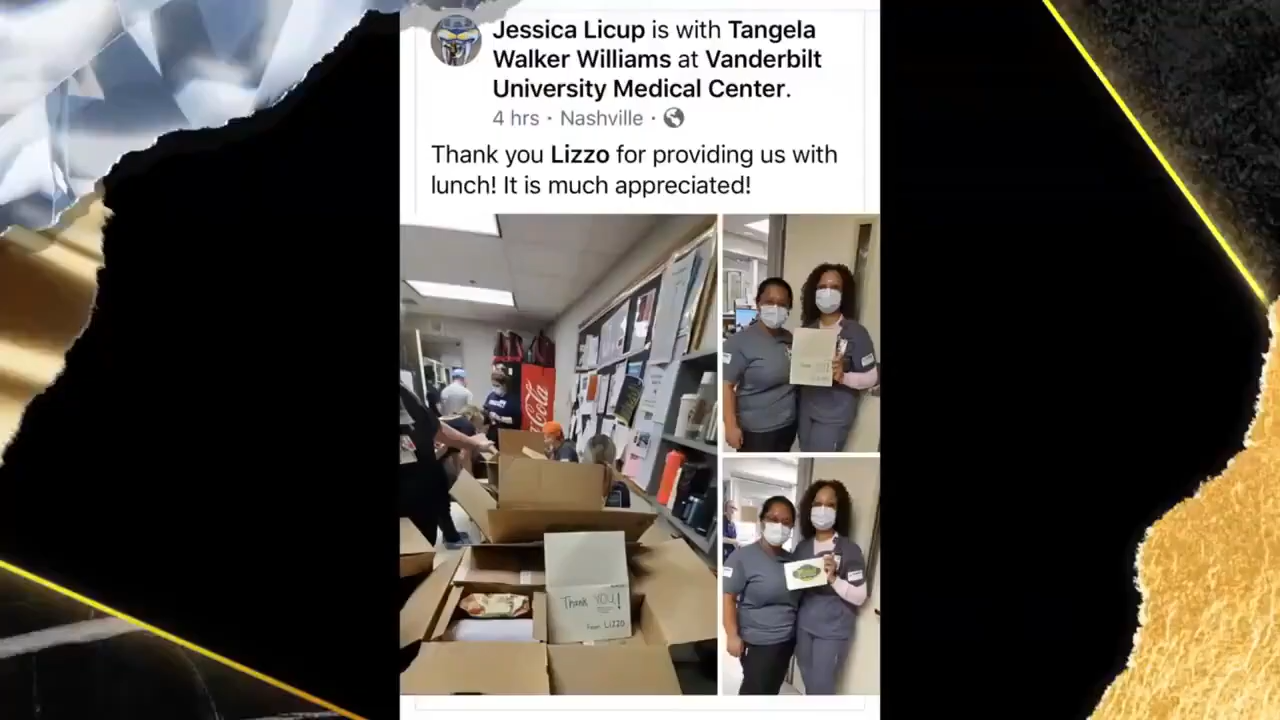 Jessica Licup is with Tangela
Walker Williams at Vanderbilt
University Medical Center.
4 hrs · Nashville ·
Thank you Lizzo for providing us with
lunch! It is much appreciated!
Coca-Cola
Thank YOU!
From LIZZO